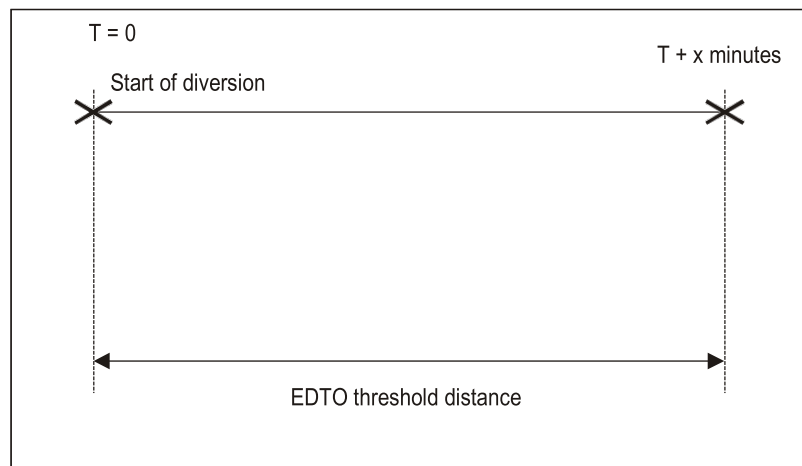 T = 0
T + x minutes
Start of diversion
EDTO threshold distance